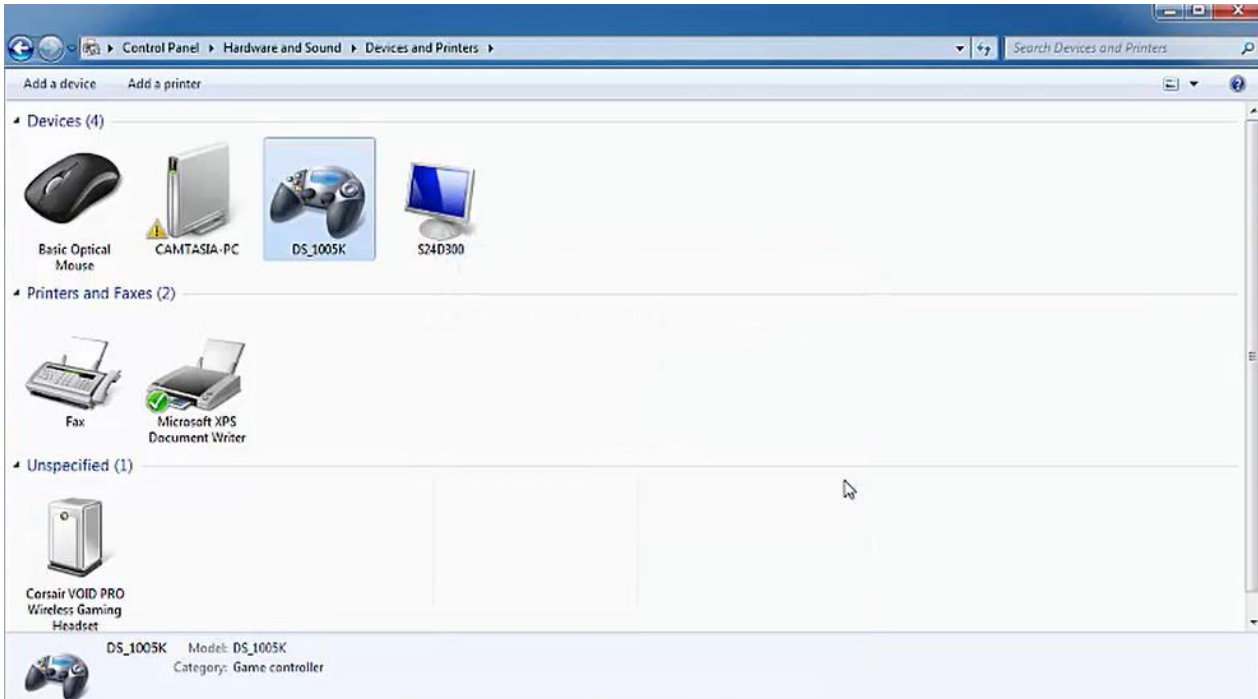 Control Panel ▸ Hardware and Sound ▸ Devices and Printers ▸
Search Devices and Printers
Add a device Add a printer
Devices (4)
Basic Optical
Mouse
CAMTASIA-PC
DS_1005K
S24D300
Printers and Faxes (2)
Fax
Microsoft XPS
Document Writer
Unspecified (1)
Corsair VOID PRO
Wireless Gaming
Headset
DS_1005K Model: DS_1005K
Category: Game controller